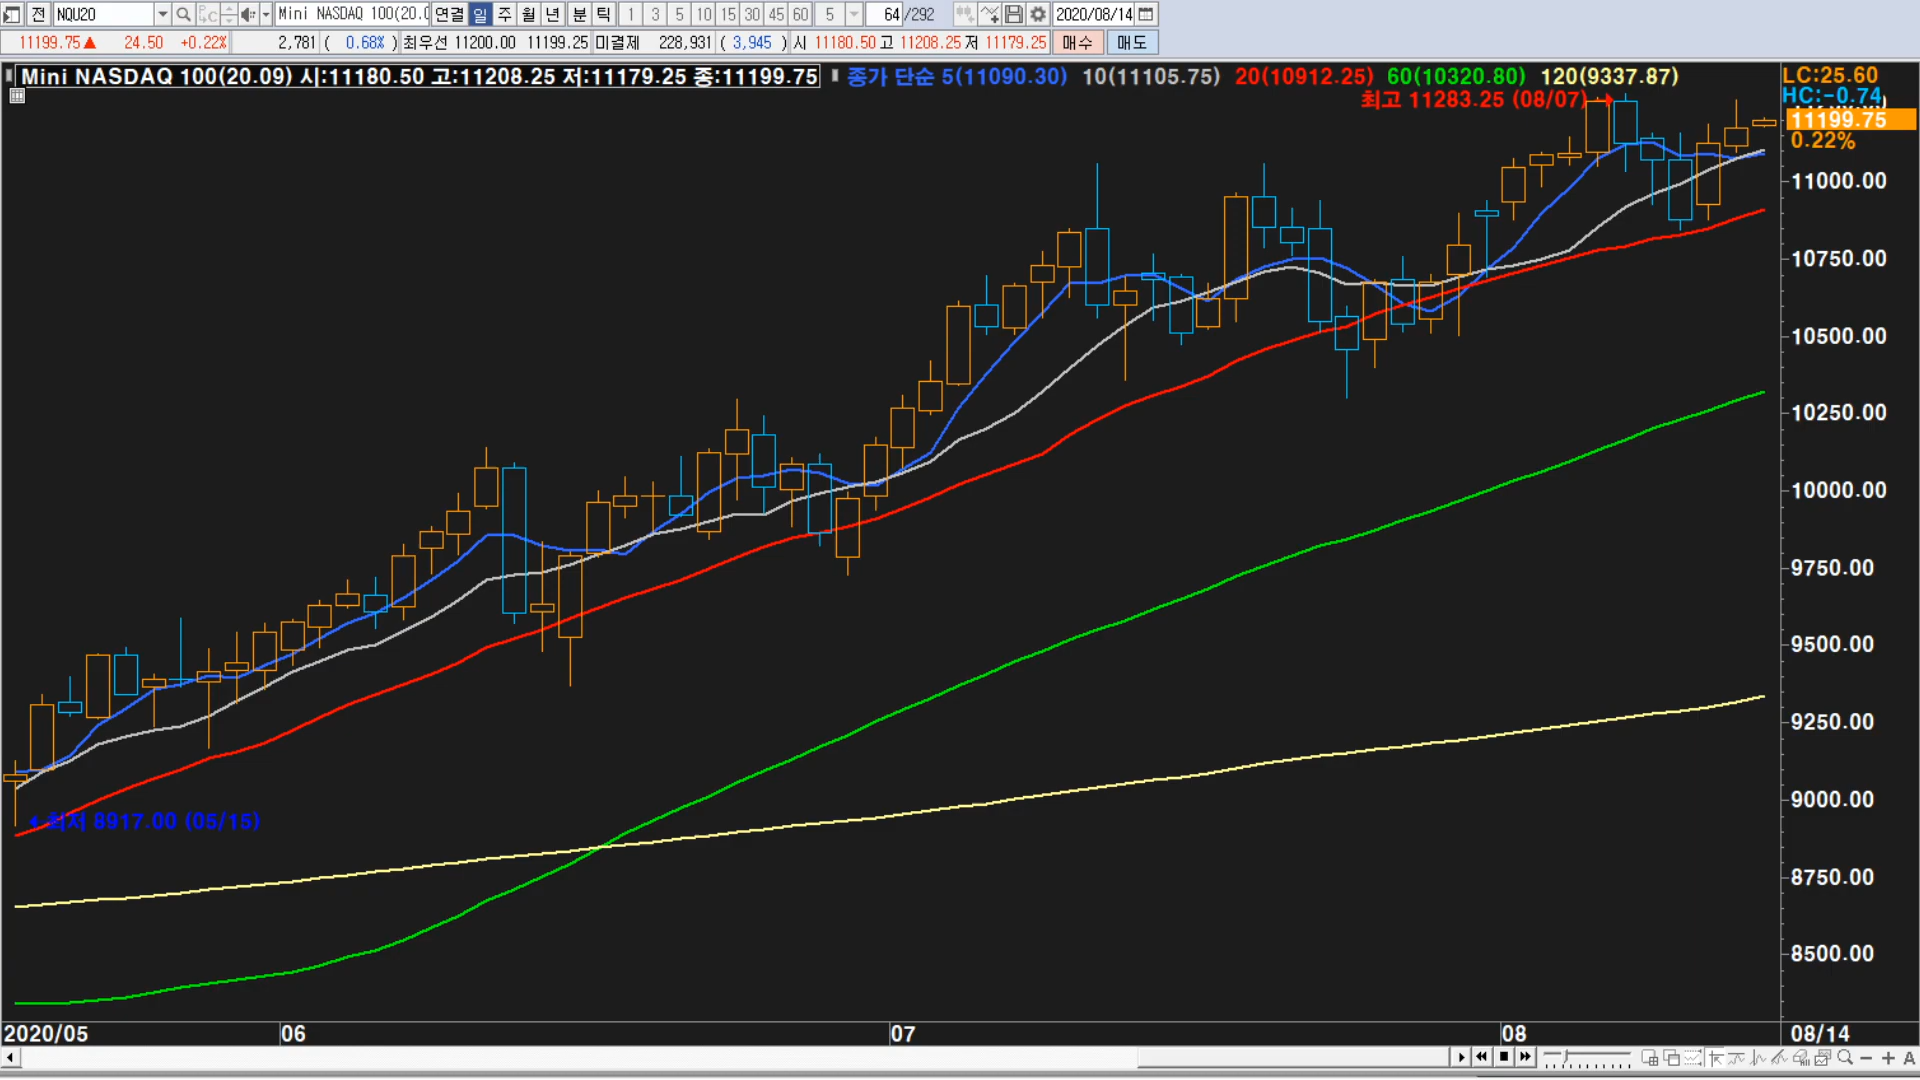 전 NQU20 Mini NASDAQ 100(20.0 연결 일 주 월 년 분 틱 1 3 5 10 15 30 45 60 5 64 /292 2020/08/14
11199.75▲ 24.50 +0.22% 2,781 ( 0.68% ) 최우선 11200.00 11199.25 미결제 228,931 ( 3,945 ) 시 11180.50 고 11208.25 저 11179.25 매수 매도
Mini NASDAQ 100(20.09) 시:11180.50 고:11208.25 저:11179.25 종:11199.75 종가 단순 5(11090.30) 10(11105.75) 20(10912.25) 60(10320.80) 120(9337.87)
LC:25.60
HC:-0.74
최고 11283.25 (08/07)
11199.75
0.22%
11000.00
10750.00
10500.00
10250.00
10000.00
9750.00
9500.00
9250.00
9000.00
최저 8917.00 (05/15)
8750.00
8500.00
2020/05 06 07 08 08/14
A